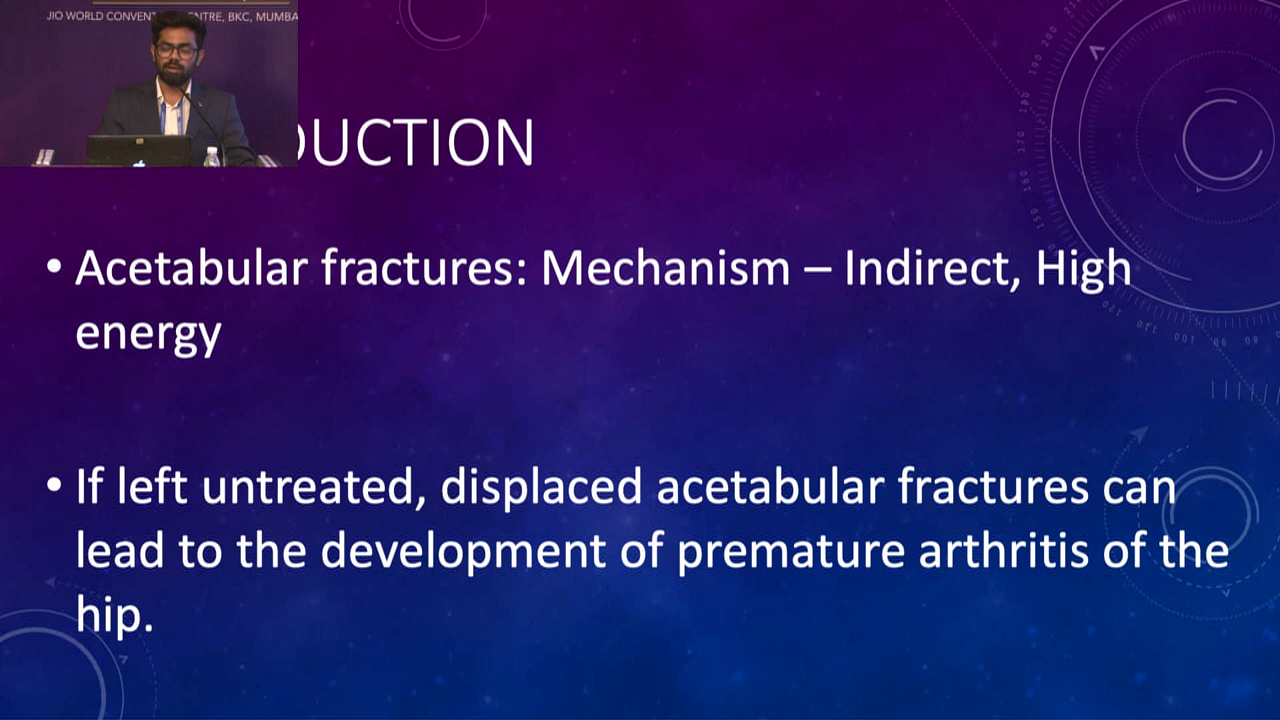 JIO WORLD CONVENT NTRE, BKC, MUMBA
DUCTION
• Acetabular fractures: Mechanism – Indirect, High
energy
• If left untreated, displaced acetabular fractures can
lead to the development of premature arthritis of the
hip.